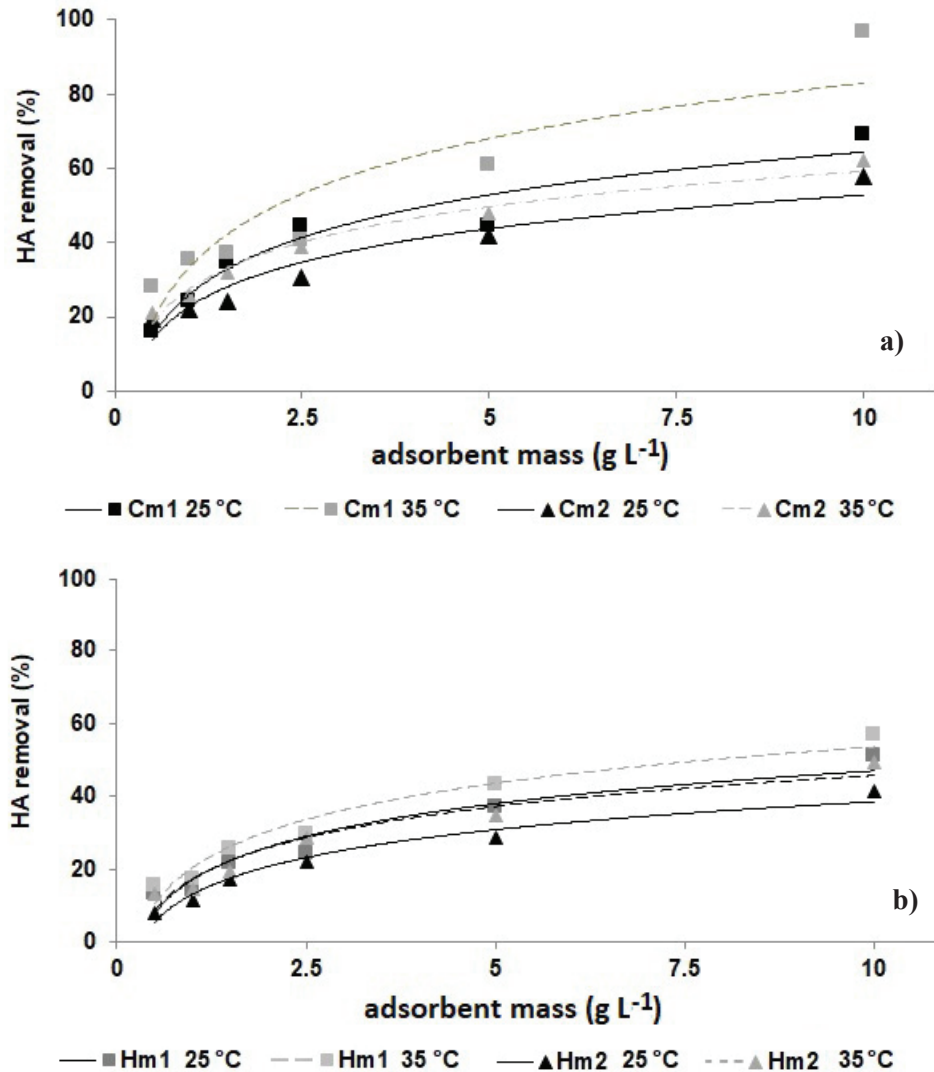 100
80
60
40
20
0
HA removal (%)
a)
0 2.5 5 7.5 10
adsorbent mass (g L-1)
Cm1 25 °C Cm1 35 °C Cm2 25 °C Cm2 35 °C
100
80
60
40
20
0
HA removal (%)
b)
0 2.5 5 7.5 10
adsorbent mass (g L-1)
Hm1 25 °C Hm1 35 °C Hm2 25 °C Hm2 35 °C